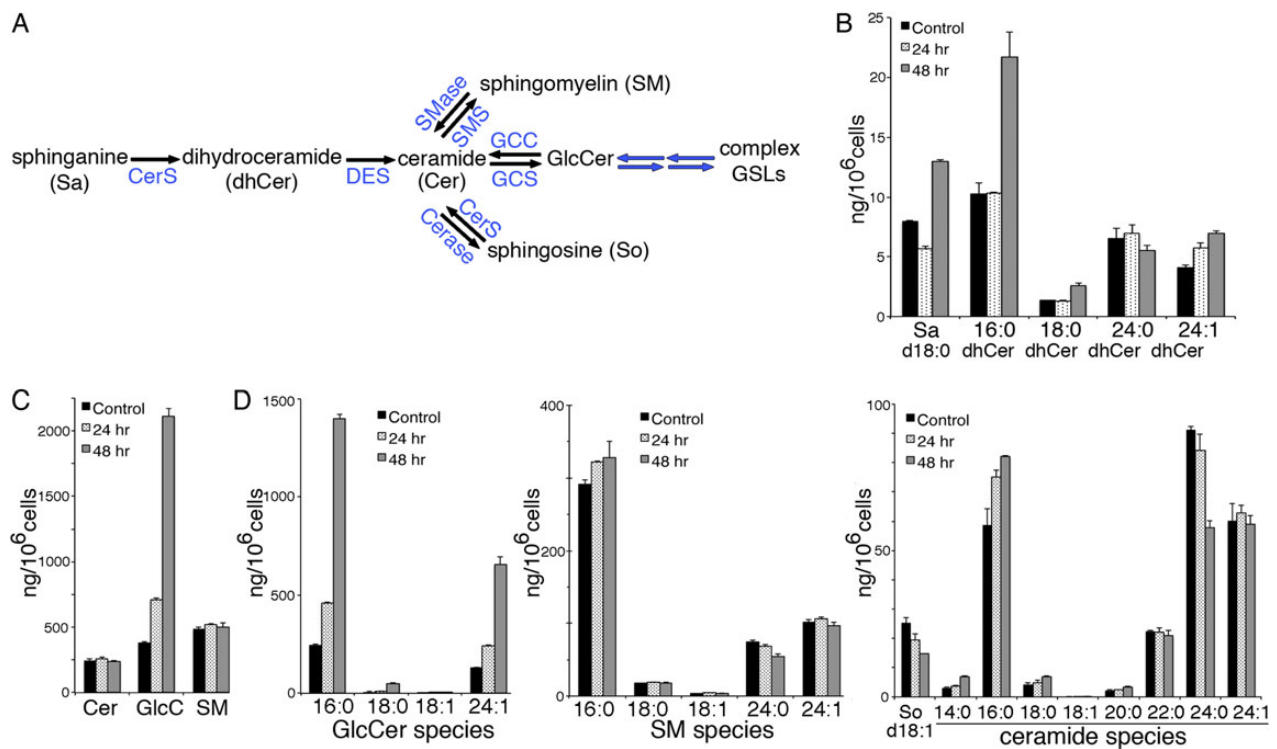 A
sphingomyelin (SM)
SMase
SMS
sphinganine
(Sa)
CerS
dihydroceramide
(dhCer)
DES
ceramide
(Cer)
GCC
GCS
GlcCer
complex
GSLs
CerS
Cerase
sphingosine (So)
B
Control
24 hr
48 hr
ng/10⁶cells
25
20
15
10
5
0
Sa 16:0 18:0 24:0 24:1
d18:0 dhCer dhCer dhCer dhCer
C
Control
24 hr
48 hr
ng/10⁶cells
2000
1500
1000
500
0
Cer GlcC SM
D
Control
24 hr
48 hr
ng/10⁶cells
1500
1000
500
0
16:0 18:0 18:1 24:1
GlcCer species
Control
24 hr
48 hr
ng/10⁶cells
400
200
0
16:0 18:0 18:1 24:0 24:1
SM species
Control
24 hr
48 hr
ng/10⁶cells
100
50
0
So 14:0 16:0 18:0 18:1 20:0 22:0 24:0 24:1
d18:1 ceramide species